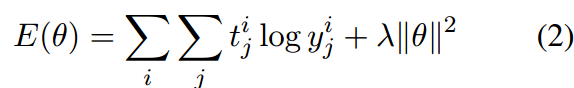 E(θ) = ∑_i ∑_j t_j^i log y_j^i + λ‖θ‖² (2)